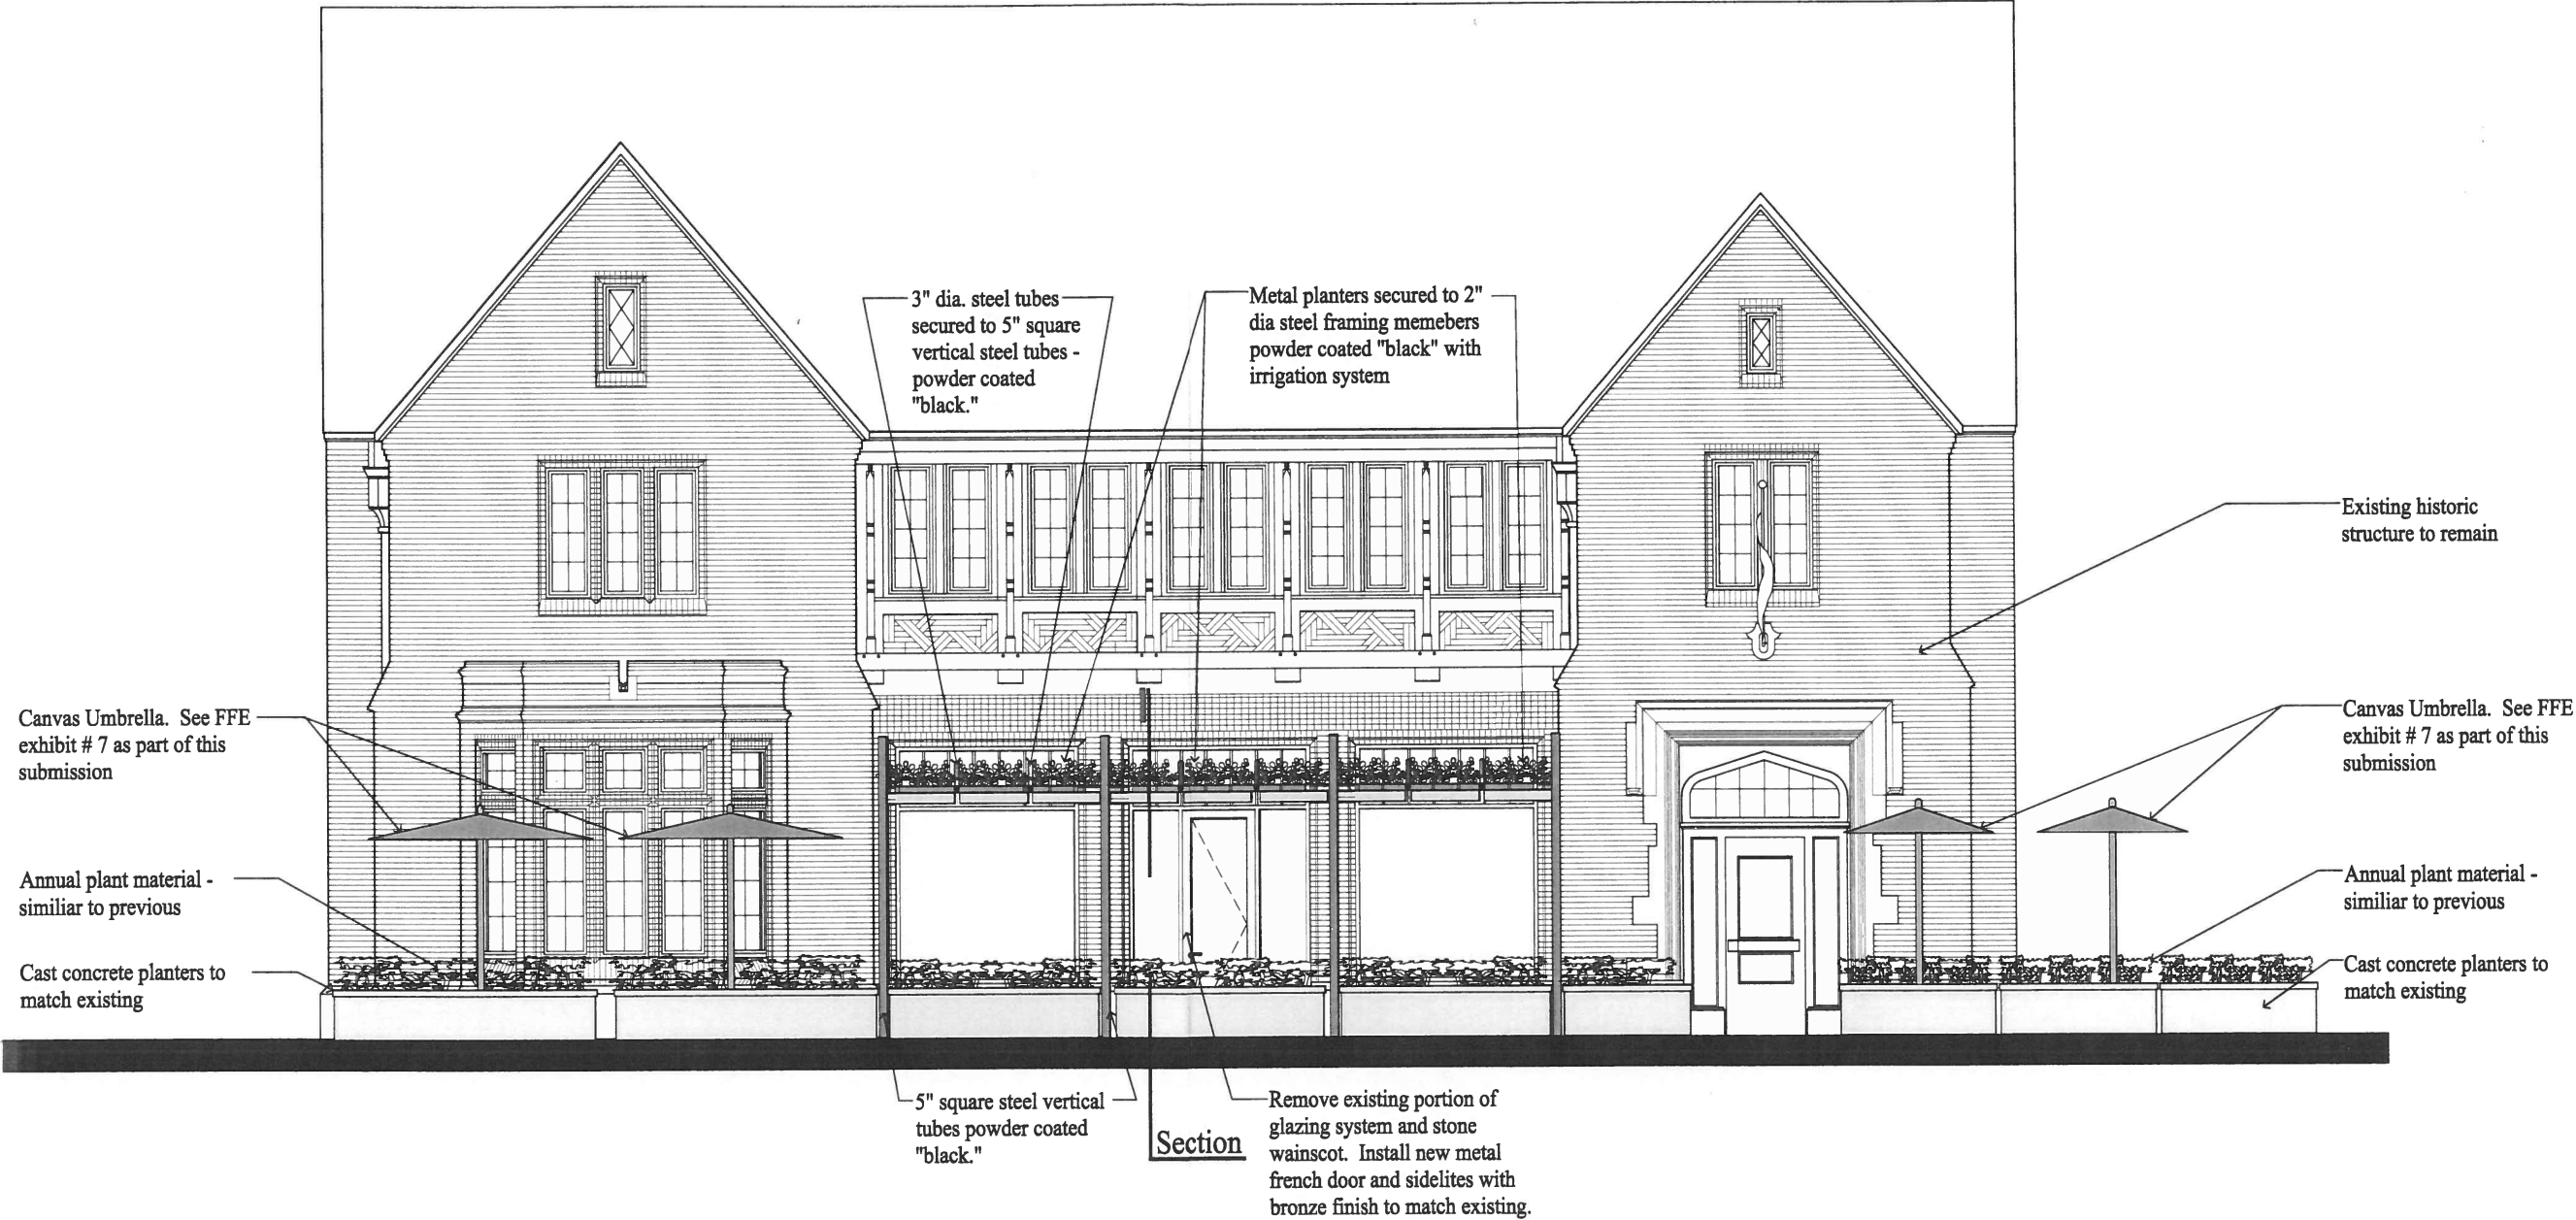 3" dia. steel tubes
secured to 5" square
vertical steel tubes -
powder coated
"black."
Metal planters secured to 2"
dia steel framing memebers
powder coated "black" with
irrigation system
Existing historic
structure to remain
Canvas Umbrella. See FFE
exhibit # 7 as part of this
submission
Canvas Umbrella. See FFE
exhibit # 7 as part of this
submission
Annual plant material -
similiar to previous
Annual plant material -
similiar to previous
Cast concrete planters to
match existing
Cast concrete planters to
match existing
5" square steel vertical
tubes powder coated
"black."
Section
Remove existing portion of
glazing system and stone
wainscot. Install new metal
french door and sidelites with
bronze finish to match existing.